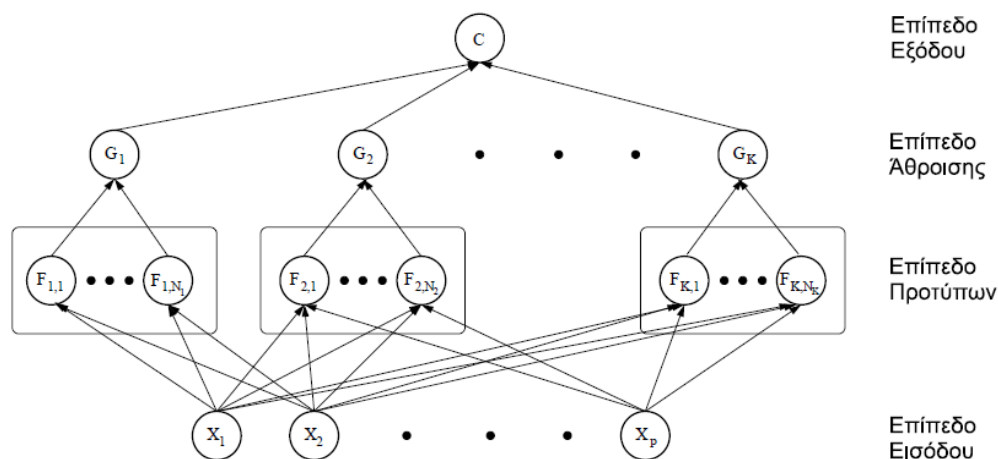 C
Επίπεδο
Εξόδου
G1
G2
GK
Επίπεδο
Άθροισης
F1,1
F1,N1
F2,1
F2,N2
FK,1
FK,NK
Επίπεδο
Προτύπων
X1
X2
Xp
Επίπεδο
Εισόδου